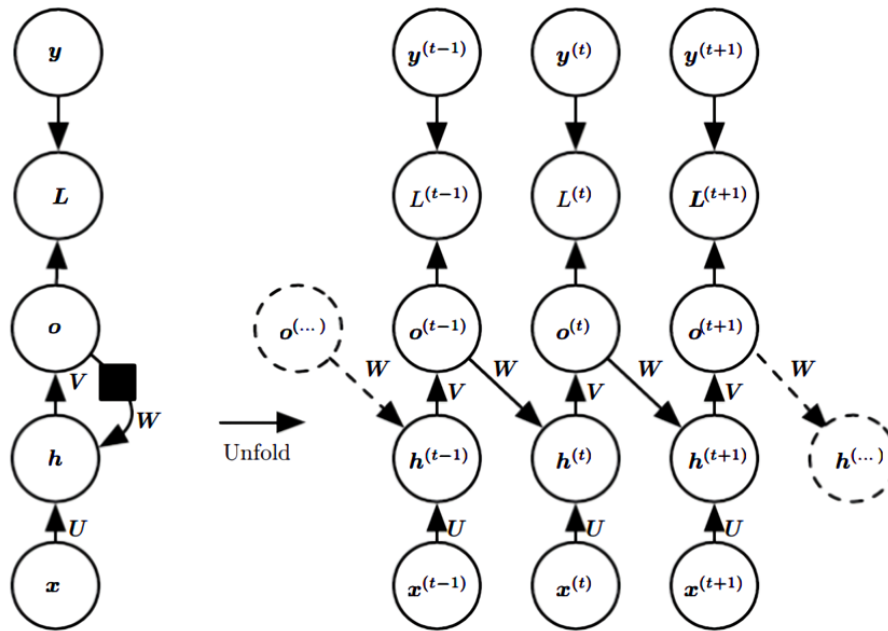 y y^(t−1) y^(t) y^(t+1)
L L^(t−1) L^(t) L^(t+1)
o o^(...) o^(t−1) o^(t) o^(t+1)
W W W W
V V V V
W
Unfold
h h^(t−1) h^(t) h^(t+1) h^(...)
U U U U
x x^(t−1) x^(t) x^(t+1)